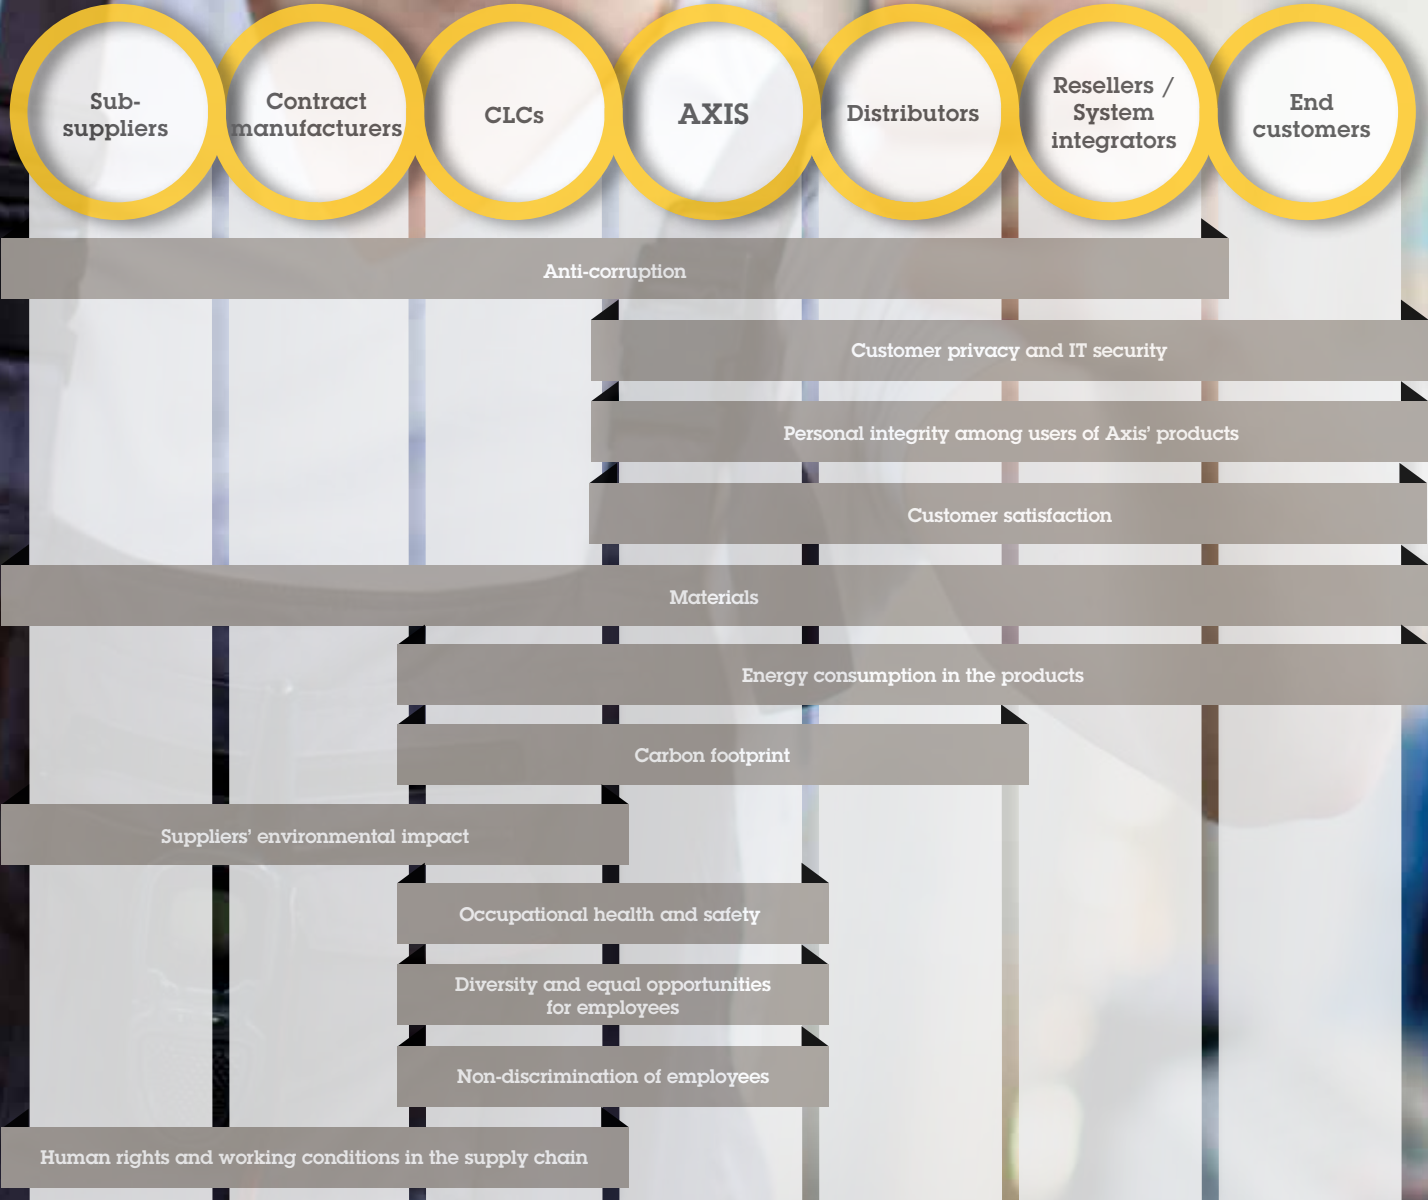 Sub-
suppliers
Contract
manufacturers
CLCs
AXIS
Distributors
Resellers /
System
integrators
End
customers
Anti-corruption
Customer privacy and IT security
Personal integrity among users of Axis’ products
Customer satisfaction
Materials
Energy consumption in the products
Carbon footprint
Suppliers’ environmental impact
Occupational health and safety
Diversity and equal opportunities
for employees
Non-discrimination of employees
Human rights and working conditions in the supply chain